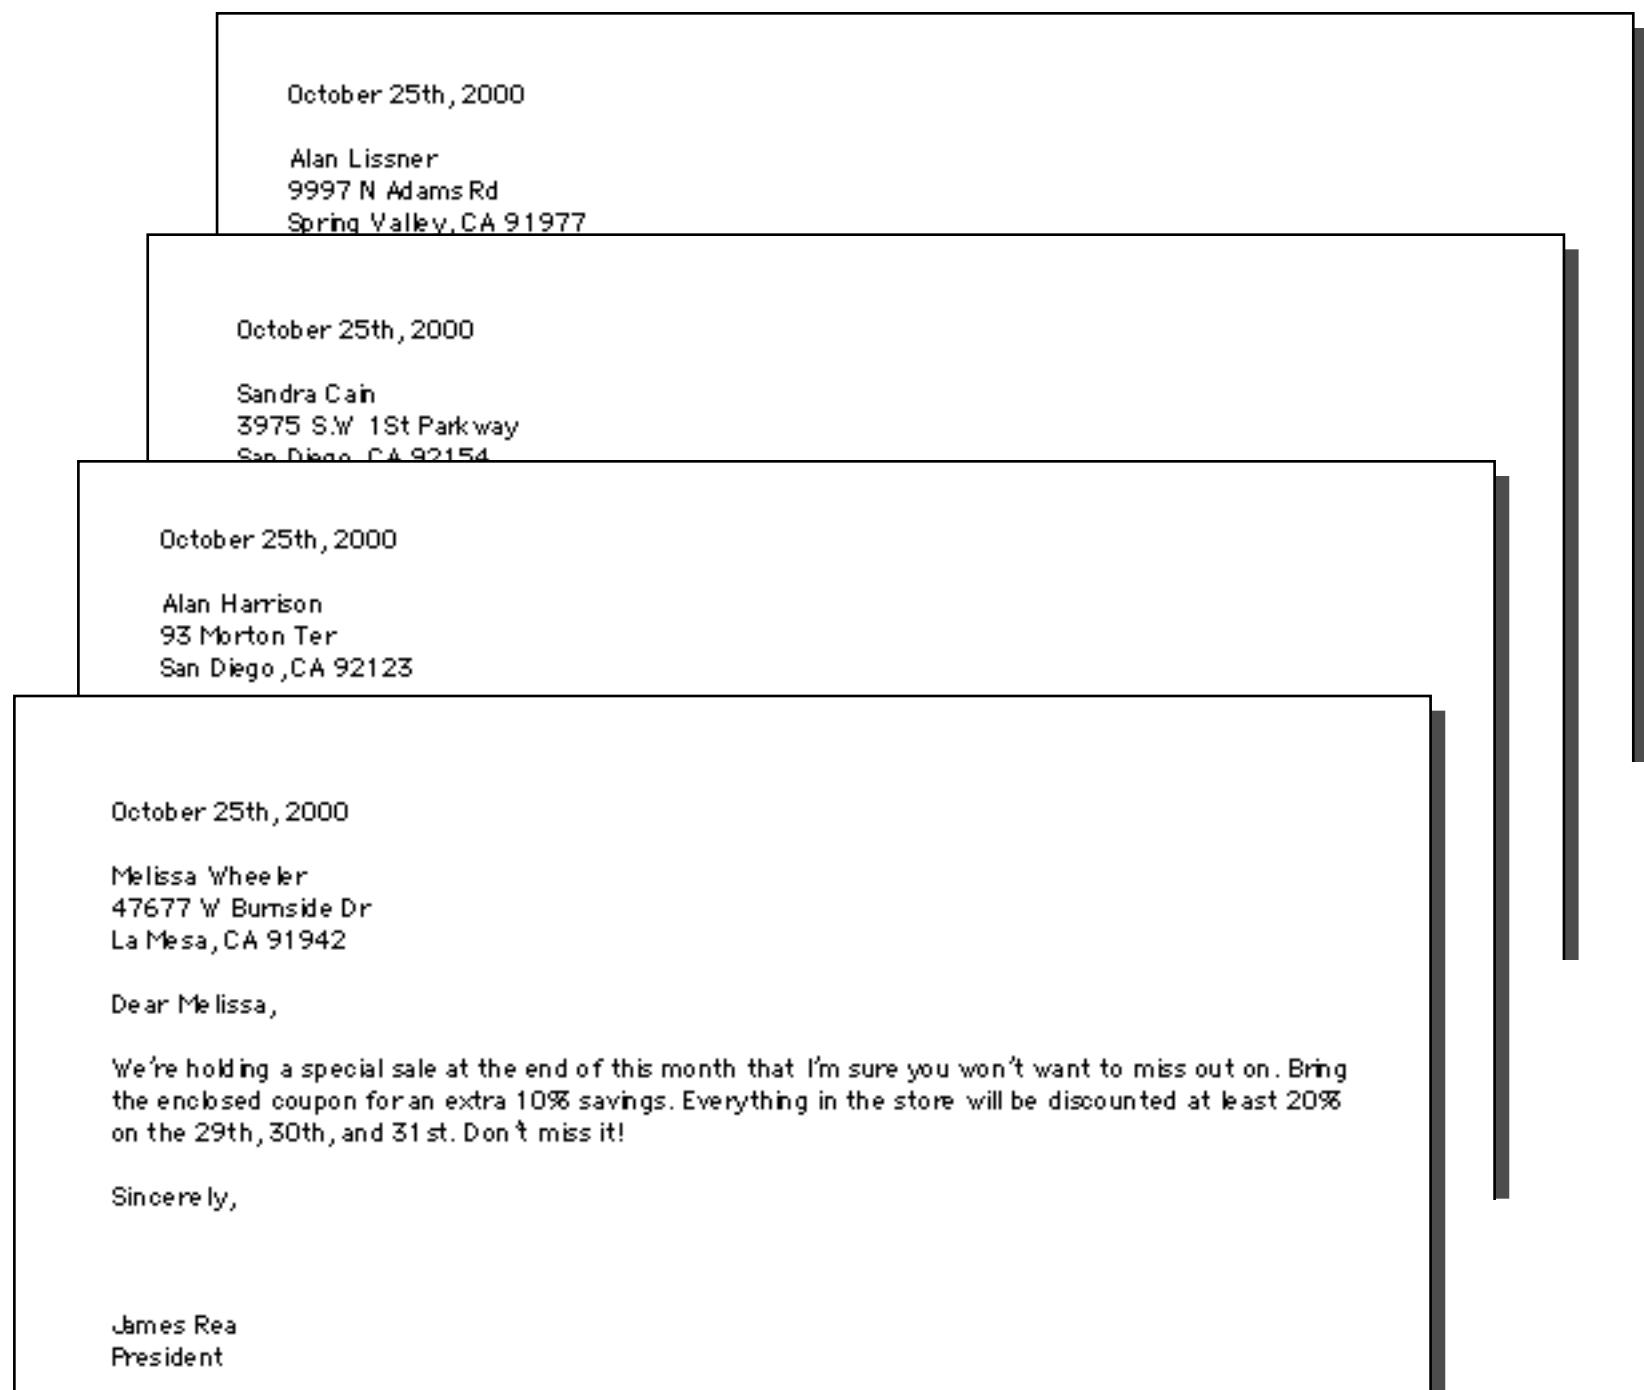 October 25th, 2000
Alan Lissner
9997 N Adams Rd
Spring Valley, CA 91977
October 25th, 2000
Sandra Cain
3975 S.W 1St Parkway
San Diego, CA 92154
October 25th, 2000
Alan Harrison
93 Morton Ter
San Diego, CA 92123
October 25th, 2000
Melissa Wheeler
47677 W Burnside Dr
La Mesa, CA 91942
Dear Melissa,
We're holding a special sale at the end of this month that I'm sure you won't want to miss out on. Bring
the enclosed coupon for an extra 10% savings. Everything in the store will be discounted at least 20%
on the 29th, 30th, and 31st. Don't miss it!
Sincerely,
James Rea
President